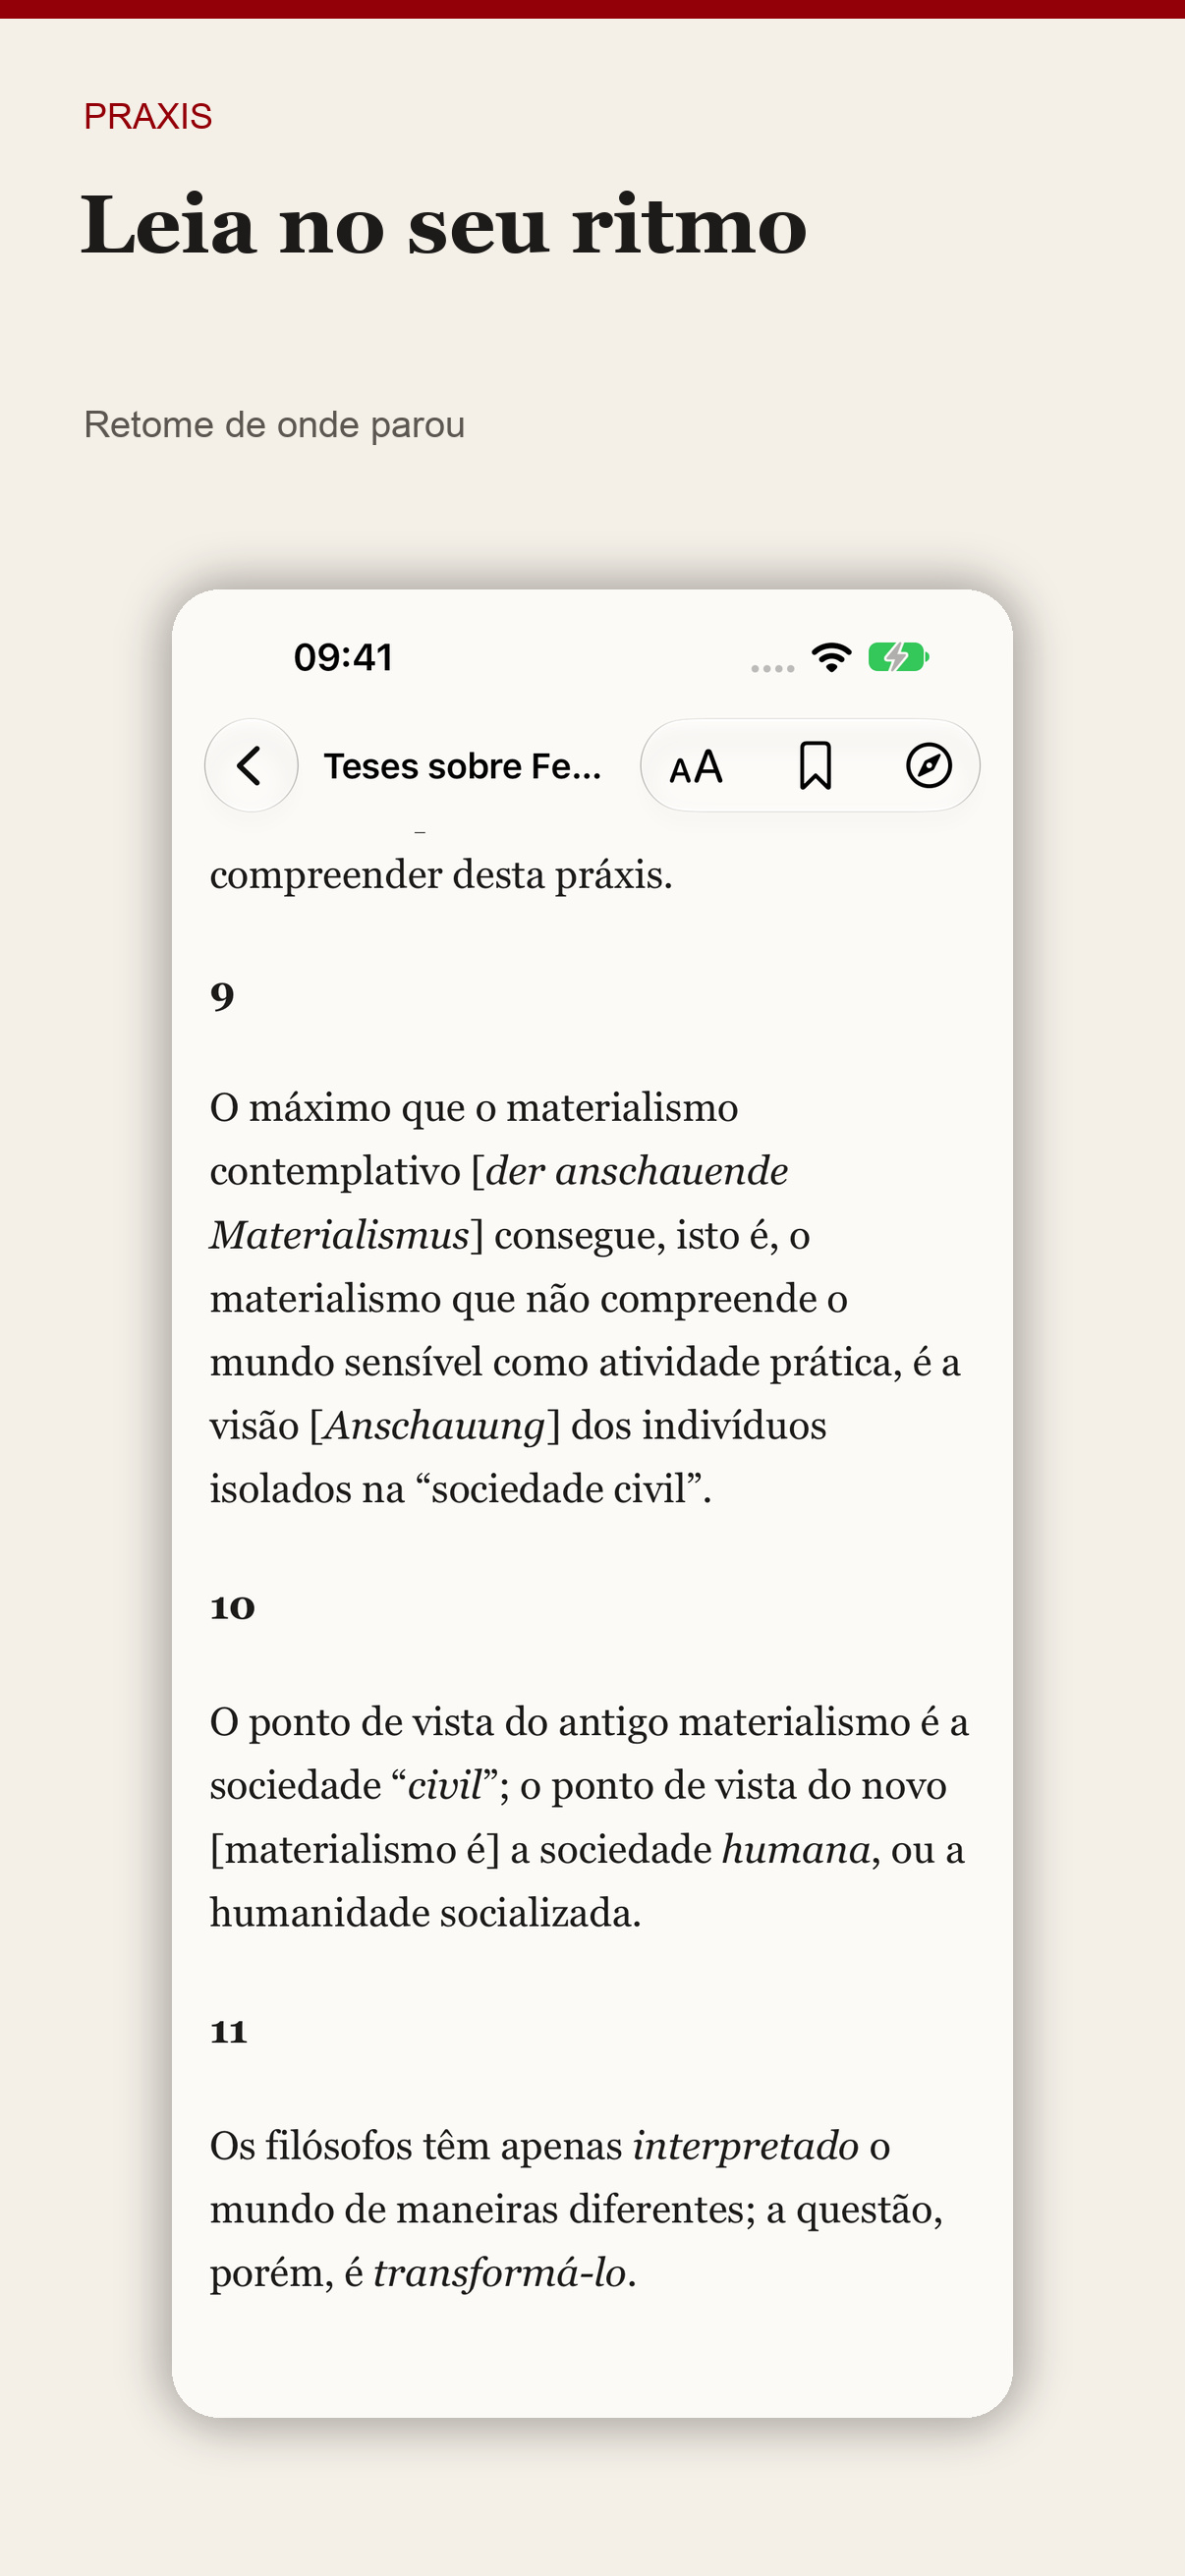 PRAXIS
Leia no seu ritmo
Retome de onde parou
09:41
Teses sobre Fe...
AA
compreender desta práxis.
9
O máximo que o materialismo
contemplativo [der anschauende
Materialismus] consegue, isto é, o
materialismo que não compreende o
mundo sensível como atividade prática, é a
visão [Anschauung] dos indivíduos
isolados na “sociedade civil”.
10
O ponto de vista do antigo materialismo é a
sociedade “civil”; o ponto de vista do novo
[materialismo é] a sociedade humana, ou a
humanidade socializada.
11
Os filósofos têm apenas interpretado o
mundo de maneiras diferentes; a questão,
porém, é transformá-lo.